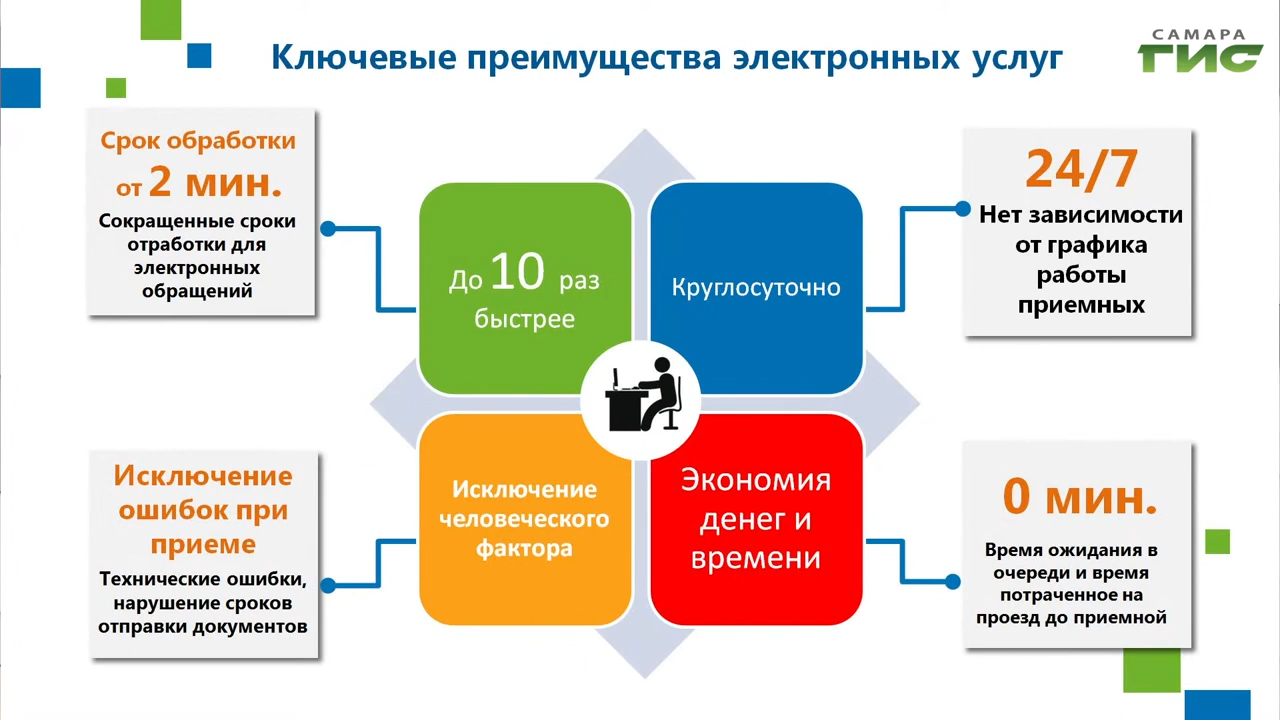 Ключевые преимущества электронных услуг
САМАРА
ГИС
Срок обработки
от 2 мин.
Сокращенные сроки
отработки для
электронных
обращений
До 10 раз
быстрее
Круглосуточно
24/7
Нет зависимости
от графика
работы
приемных
Исключение
ошибок при
приеме
Технические ошибки,
нарушение сроков
отправки документов
Исключение
человеческого
фактора
Экономия
денег и
времени
0 мин.
Время ожидания в
очереди и время
потраченное на
проезд до приемной